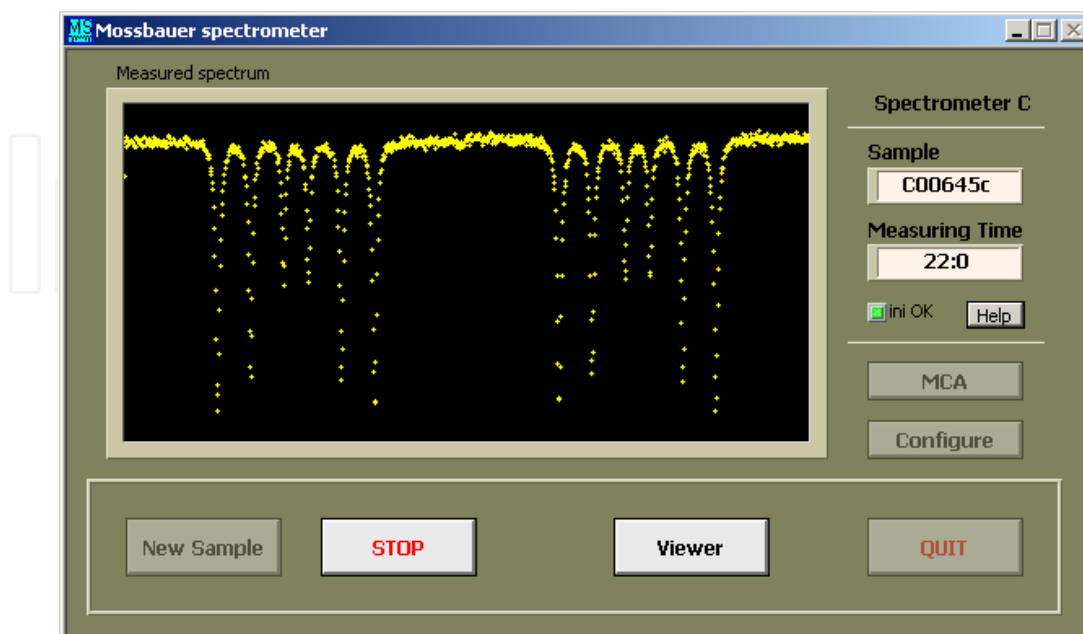 MS
Mossbauer spectrometer
Measured spectrum
Spectrometer C
Sample
C00645c
Measuring Time
22:0
ini OK
Help
MCA
Configure
New Sample
STOP
Viewer
QUIT